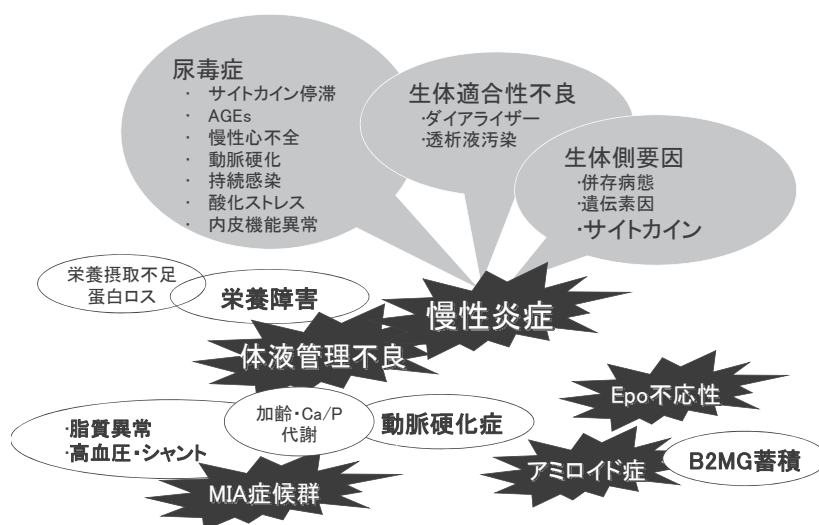 尿毒症
・ サイトカイン停滞
・ AGEs
・ 慢性心不全
・ 動脈硬化
・ 持続感染
・ 酸化ストレス
・ 内皮機能異常
生体適合性不良
・ダイアライザー
・透析液汚染
生体側要因
・併存病態
・遺伝素因
・サイトカイン
栄養摂取不足
蛋白ロス
栄養障害
慢性炎症
体液管理不良
Epo不応性
・脂質異常
・高血圧・シャント
加齢・Ca/P
代謝
動脈硬化症
アミロイド症
B2MG蓄積
MIA症候群